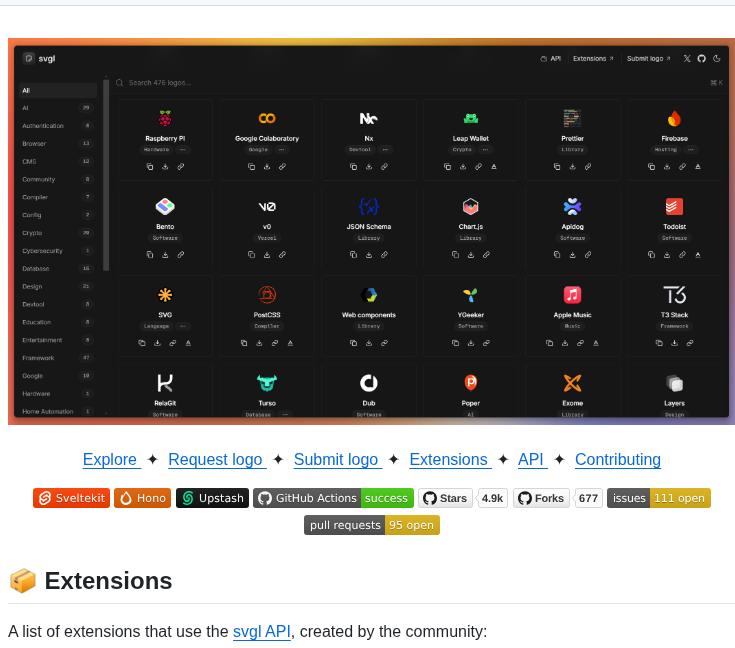 svgl
API Extensions ↗ Submit logo ↗
Search 476 logos...
⌘ K
All
AI 29
Authentication 8
Browser 13
CMS 12
Community 8
Compiler 7
Config 2
Crypto 20
Cybersecurity 1
Database 15
Design 21
Devtool 8
Education 8
Entertainment 8
Framework 47
Google 10
Hardware 1
Home Automation 1
Raspberry PI Google Colaboratory Nx Leap Wallet Prettier Firebase
Hardware ... Google ... Devtool ... Crypto ... Library Hosting ...
Bento v0 JSON Schema Chart.js Apidog Todoist
Software Vercel Library Library Software Software
SVG PostCSS Web components YGeeker Apple Music T3 Stack
Language ... Compiler Library Software Music Framework
RelaGit Turso Dub Poper Exome Layers
Software Database ... Software AI Library Design
Explore ✦ Request logo ✦ Submit logo ✦ Extensions ✦ API ✦ Contributing
Sveltekit Hono Upstash GitHub Actions success Stars 4.9k Forks 677 issues 111 open
pull requests 95 open
📦 Extensions
A list of extensions that use the svgl API, created by the community: